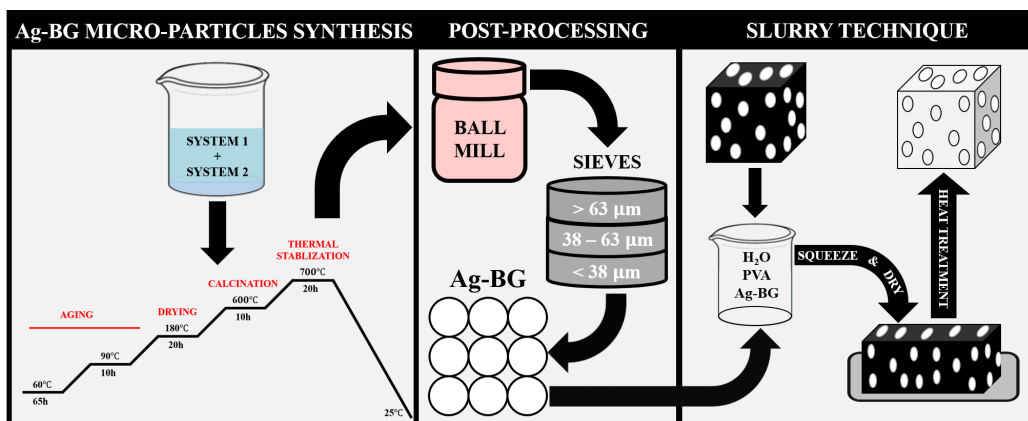 Ag-BG MICRO-PARTICLES SYNTHESIS
SYSTEM 1
+
SYSTEM 2
AGING
DRYING
CALCINATION
THERMAL
STABLIZATION
60℃
65h
90℃
10h
180℃
20h
600℃
10h
700℃
20h
25℃
POST-PROCESSING
BALL
MILL
SIEVES
> 63 µm
38 – 63 µm
< 38 µm
Ag-BG
SLURRY TECHNIQUE
H₂O
PVA
Ag-BG
SQUEEZE & DRY
HEAT TREATMENT